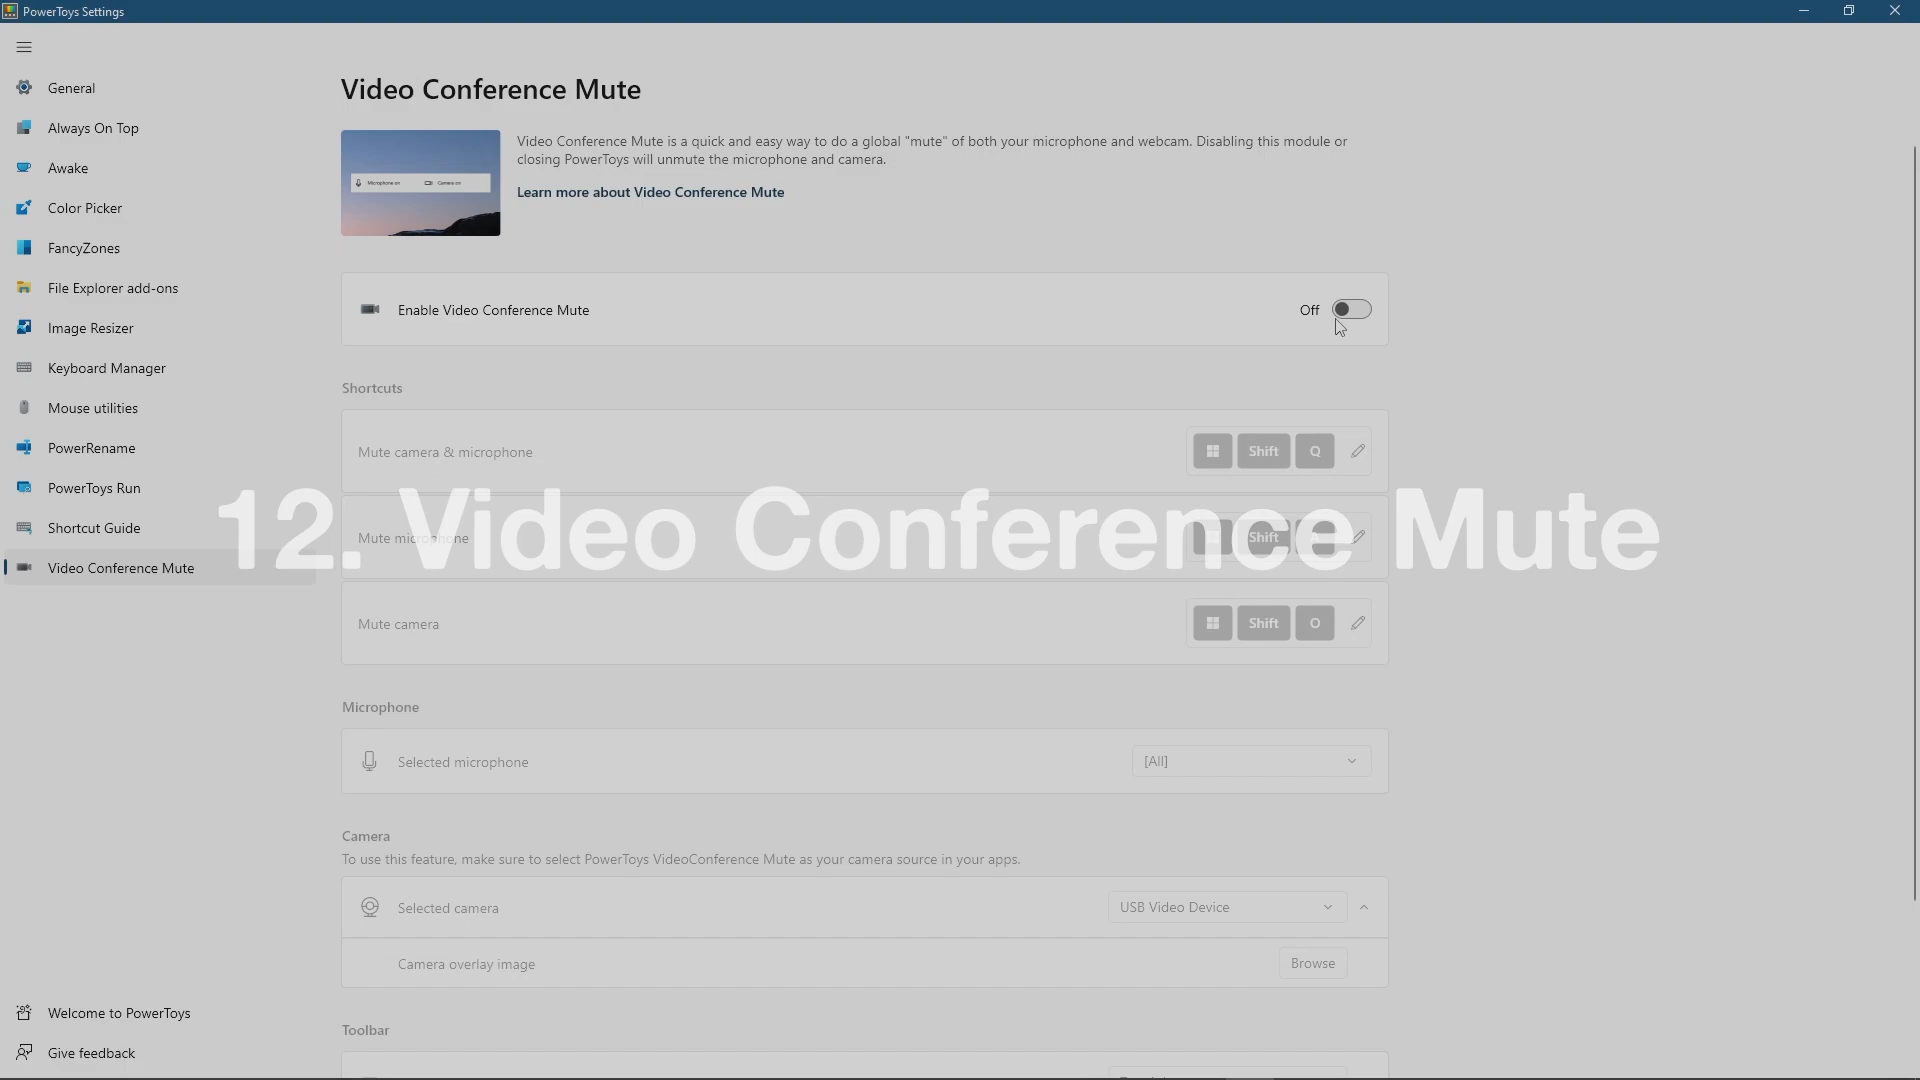 PowerToys Settings
General
Always On Top
Awake
Color Picker
FancyZones
File Explorer add-ons
Image Resizer
Keyboard Manager
Mouse utilities
PowerRename
PowerToys Run
Shortcut Guide
Video Conference Mute
Welcome to PowerToys
Give feedback
Video Conference Mute
Microphone on
Camera on
Video Conference Mute is a quick and easy way to do a global "mute" of both your microphone and webcam. Disabling this module or
closing PowerToys will unmute the microphone and camera.
Learn more about Video Conference Mute
Enable Video Conference Mute
Off
Shortcuts
Mute camera & microphone
Shift Q
12. Video Conference Mute
Mute microphone
Shift
Mute camera
Shift O
Microphone
Selected microphone
[All]
Camera
To use this feature, make sure to select PowerToys VideoConference Mute as your camera source in your apps.
Selected camera
USB Video Device
Camera overlay image
Browse
Toolbar